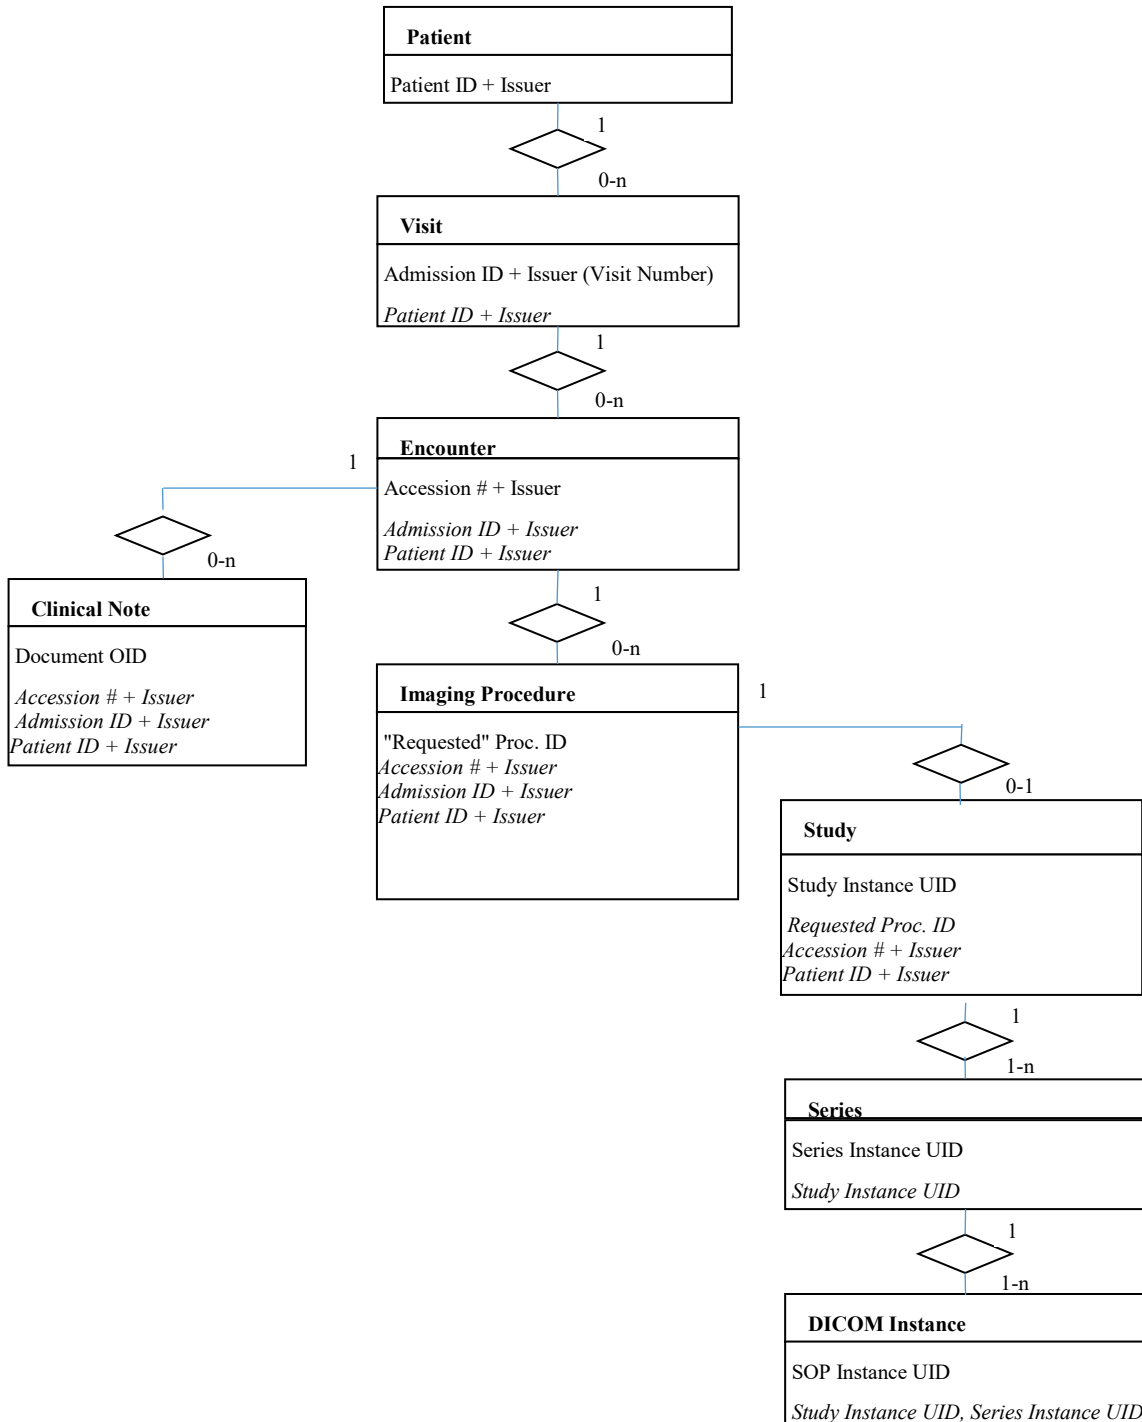 Patient
Patient ID + Issuer
1
0-n
Visit
Admission ID + Issuer (Visit Number)
Patient ID + Issuer
1
0-n
Encounter
Accession # + Issuer
Admission ID + Issuer
Patient ID + Issuer
1
0-n
Clinical Note
Document OID
Accession # + Issuer
Admission ID + Issuer
Patient ID + Issuer
1
0-n
Imaging Procedure
"Requested" Proc. ID
Accession # + Issuer
Admission ID + Issuer
Patient ID + Issuer
1
0-1
Study
Study Instance UID
Requested Proc. ID
Accession # + Issuer
Patient ID + Issuer
1
1-n
Series
Series Instance UID
Study Instance UID
1
1-n
DICOM Instance
SOP Instance UID
Study Instance UID, Series Instance UID